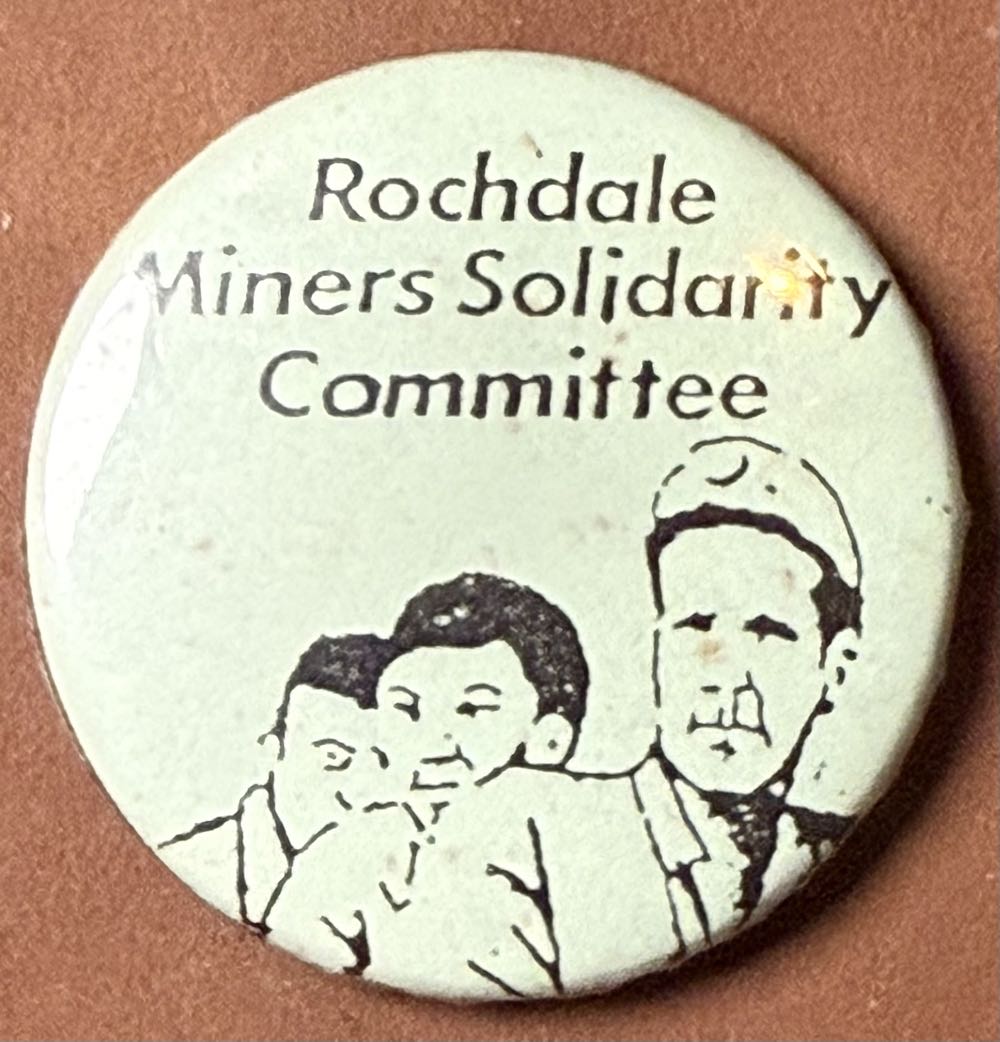 Rochdale
Miners Solidarity
Committee